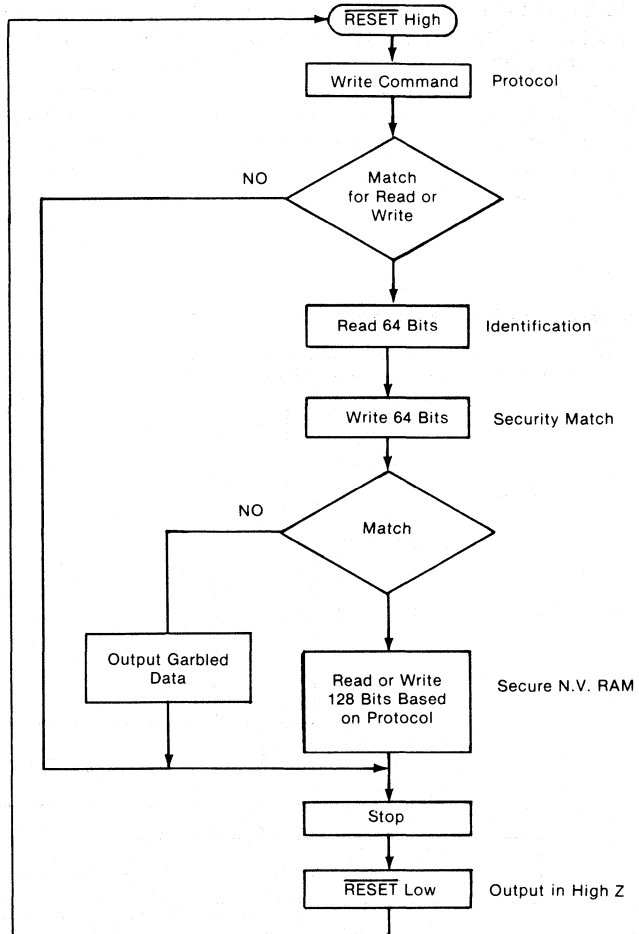 RESET High
Write Command
Protocol
NO
Match
for Read or
Write
Read 64 Bits
Identification
Write 64 Bits
Security Match
NO
Match
Output Garbled
Data
Read or Write
128 Bits Based
on Protocol
Secure N.V. RAM
Stop
RESET Low
Output in High Z